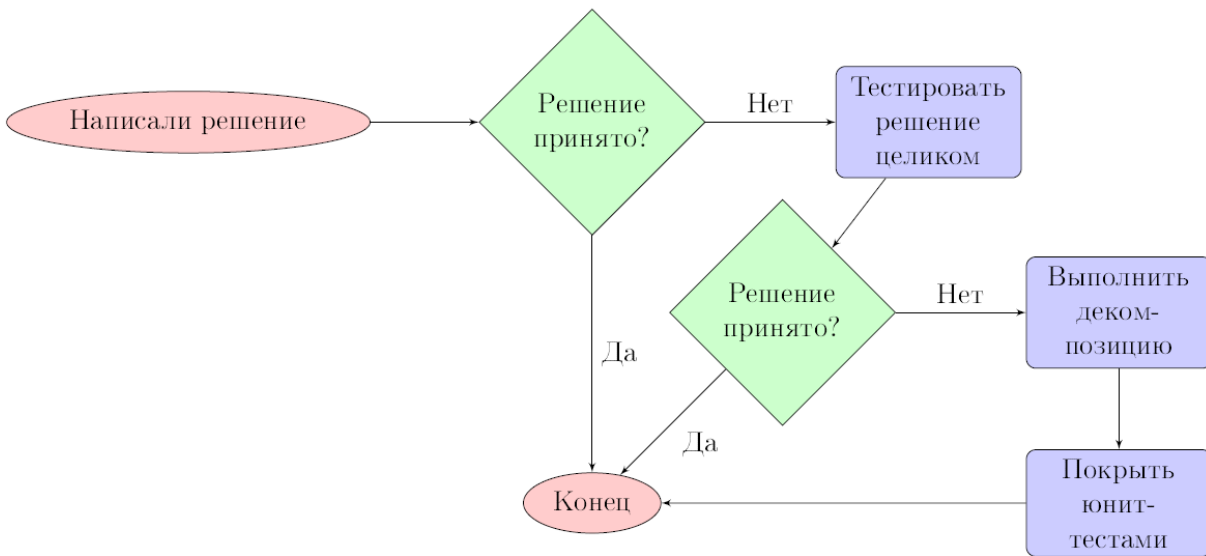 Написали решение
Решение
принято?
Нет
Тестировать
решение
целиком
Решение
принято?
Нет
Выполнить
деком-
позицию
Да
Да
Конец
Покрыть
юнит-
тестами